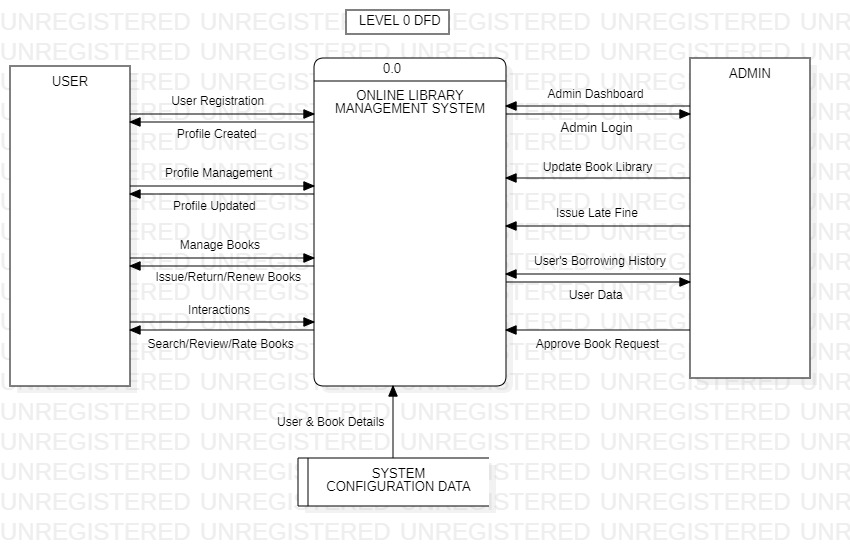 LEVEL 0 DFD
USER
0.0
ONLINE LIBRARY
MANAGEMENT SYSTEM
ADMIN
User Registration
Profile Created
Profile Management
Profile Updated
Manage Books
Issue/Return/Renew Books
Interactions
Search/Review/Rate Books
Admin Dashboard
Admin Login
Update Book Library
Issue Late Fine
User's Borrowing History
User Data
Approve Book Request
User & Book Details
SYSTEM
CONFIGURATION DATA
UNREGISTERED UNREGISTERED UNREGISTERED UNREGISTERED UNR